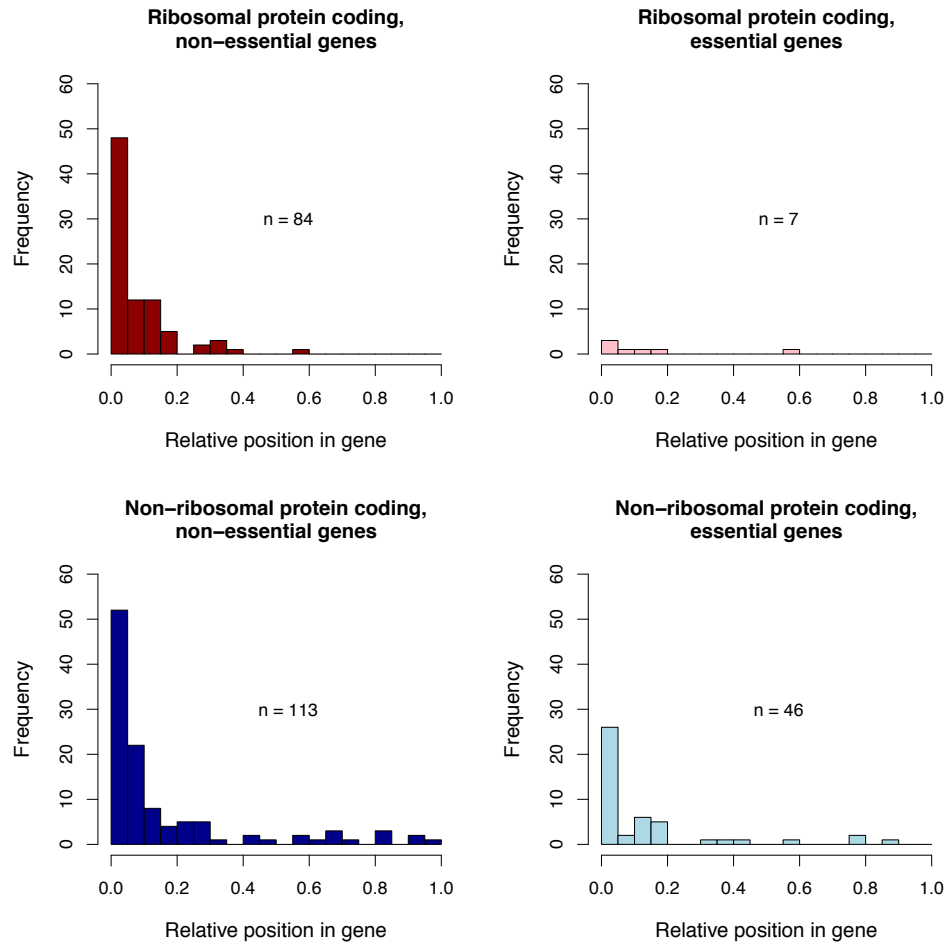 Ribosomal protein coding,
non−essential genes
60
50
40
30
20
10
0
Frequency
n = 84
0.0 0.2 0.4 0.6 0.8 1.0
Relative position in gene
Ribosomal protein coding,
essential genes
60
50
40
30
20
10
0
Frequency
n = 7
0.0 0.2 0.4 0.6 0.8 1.0
Relative position in gene
Non−ribosomal protein coding,
non−essential genes
60
50
40
30
20
10
0
Frequency
n = 113
0.0 0.2 0.4 0.6 0.8 1.0
Relative position in gene
Non−ribosomal protein coding,
essential genes
60
50
40
30
20
10
0
Frequency
n = 46
0.0 0.2 0.4 0.6 0.8 1.0
Relative position in gene